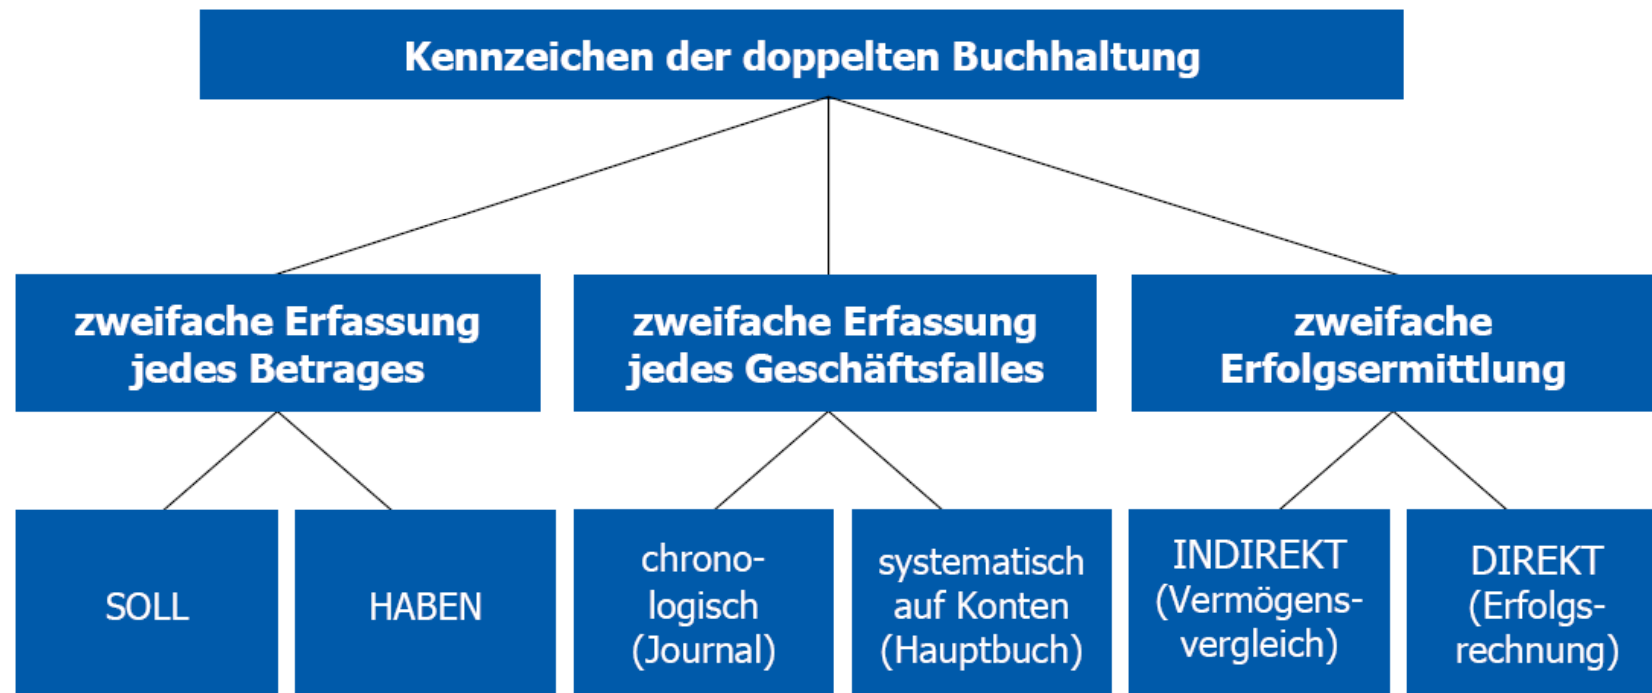 Kennzeichen der doppelten Buchhaltung
zweifache Erfassung
jedes Betrages
zweifache Erfassung
jedes Geschäftsfalles
zweifache
Erfolgsermittlung
SOLL
HABEN
chrono-
logisch
(Journal)
systematisch
auf Konten
(Hauptbuch)
INDIREKT
(Vermögens-
vergleich)
DIREKT
(Erfolgs-
rechnung)